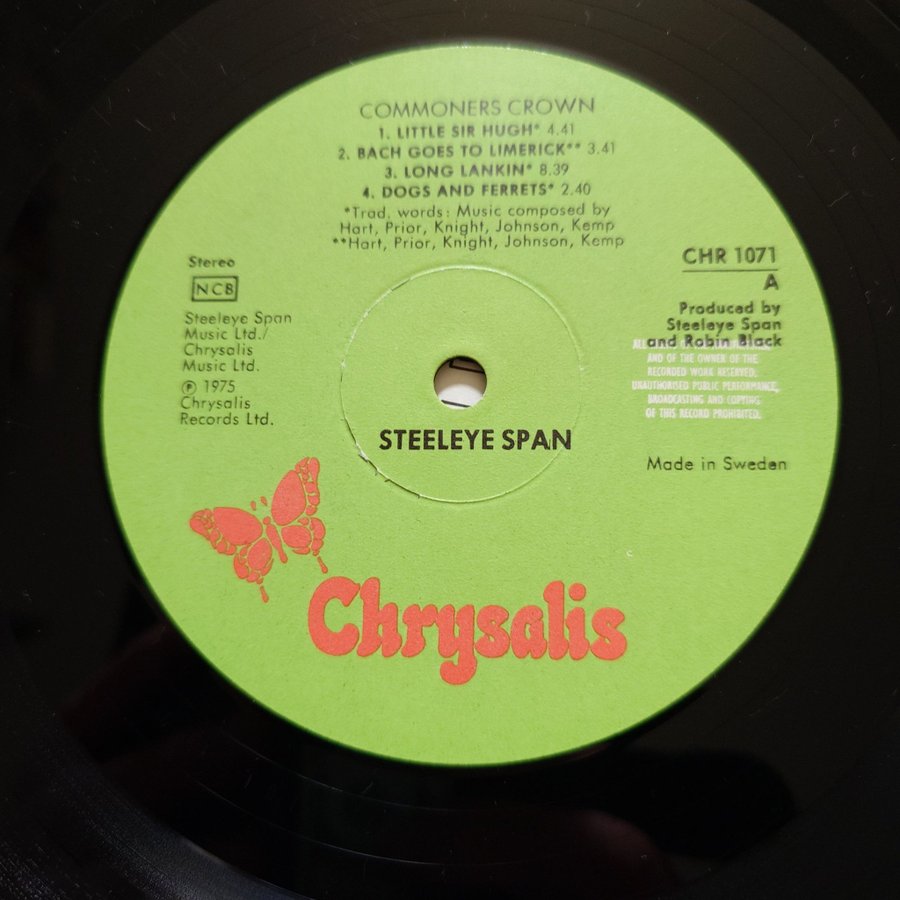 COMMONERS CROWN
1. LITTLE SIR HUGH* 4.41
2. BACH GOES TO LIMERICK** 3.41
3. LONG LANKIN* 8.39
4. DOGS AND FERRETS* 2.40
*Trad. words: Music composed by
Hart, Prior, Knight, Johnson, Kemp
**Hart, Prior, Knight, Johnson, Kemp
Stereo
NCB
Steeleye Span
Music Ltd./
Chrysalis
Music Ltd.
℗ 1975
Chrysalis
Records Ltd.
CHR 1071
A
Produced by
Steeleye Span
and Robin Black
AND OF THE OWNER OF THE
RECORDED WORK RESERVED.
UNAUTHORISED PUBLIC PERFORMANCE,
BROADCASTING AND COPYING
OF THIS RECORD PROHIBITED.
STEELEYE SPAN
Made in Sweden
Chrysalis